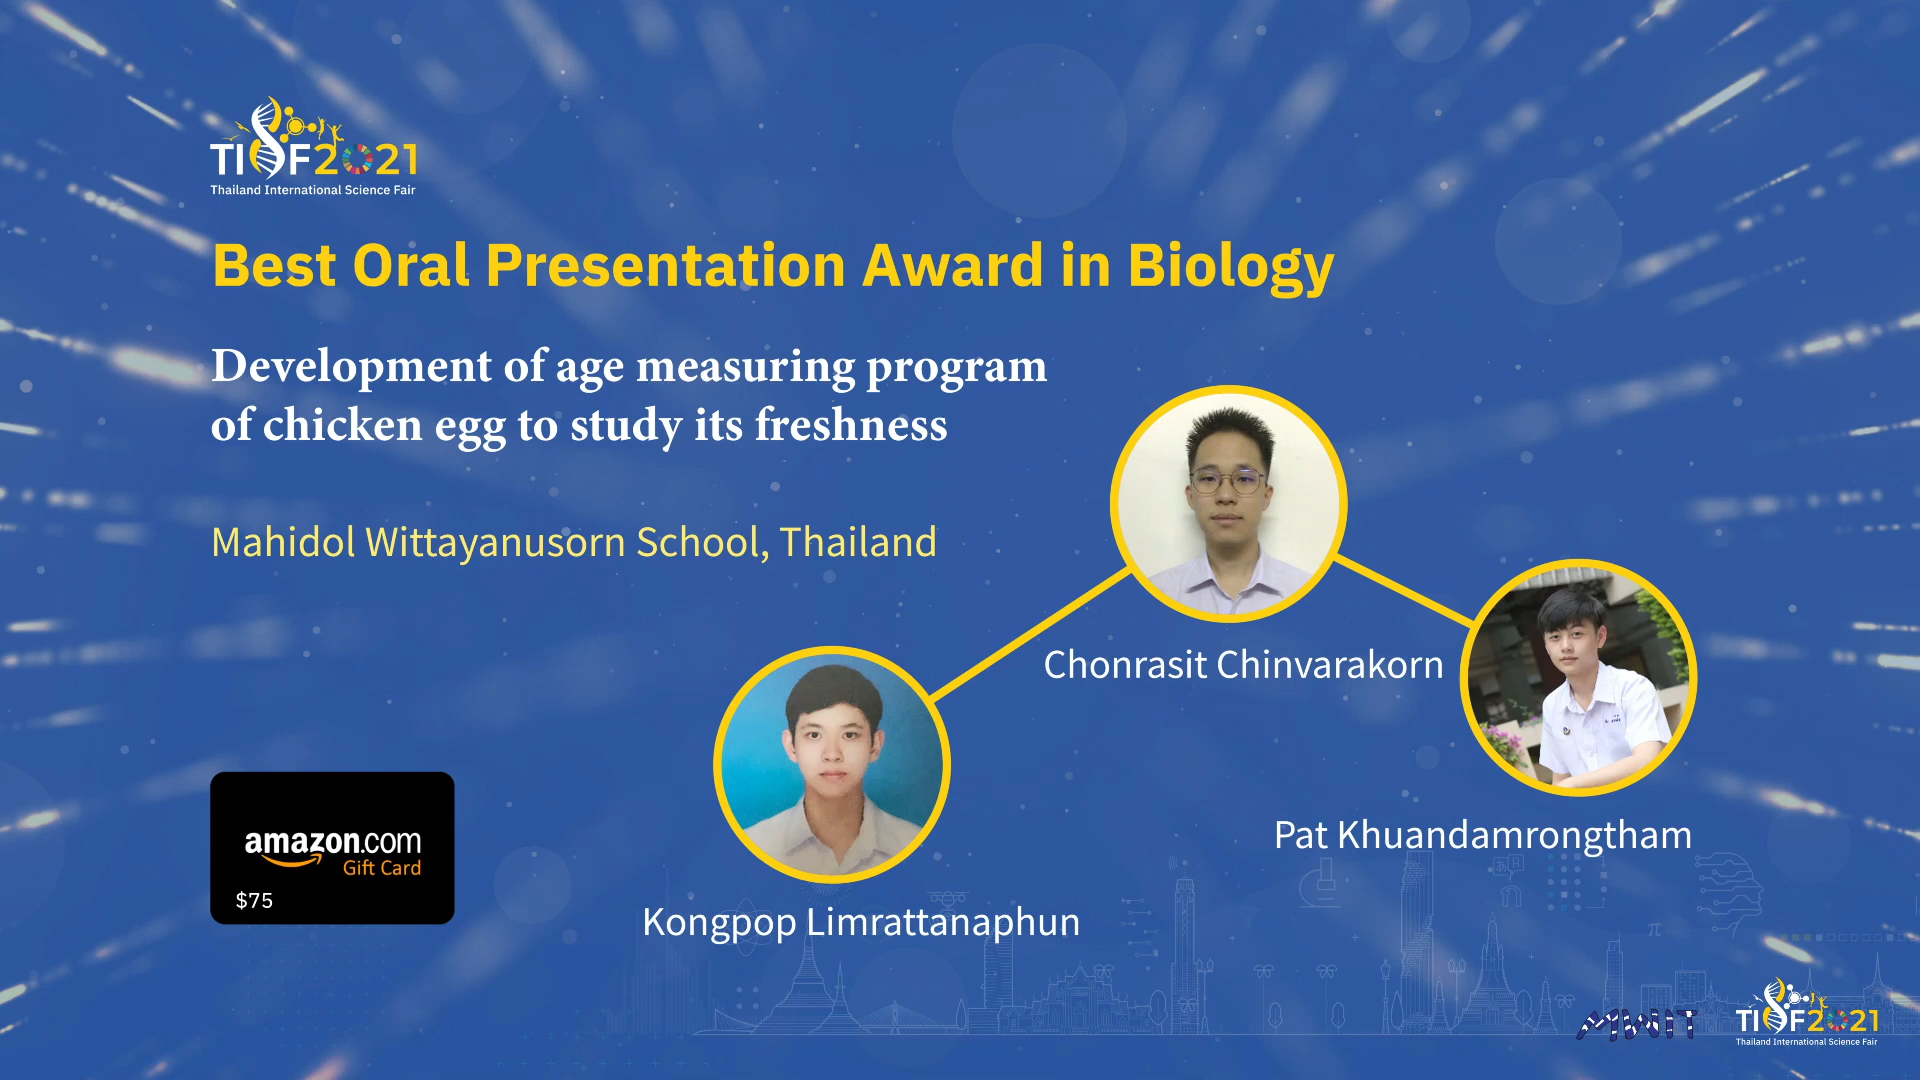 TISF2021
Thailand International Science Fair
Best Oral Presentation Award in Biology
Development of age measuring program
of chicken egg to study its freshness
Mahidol Wittayanusorn School, Thailand
Chonrasit Chinvarakorn
Pat Khuandamrongtham
Kongpop Limrattanaphun
amazon.com
Gift Card
$75
π
MWIT
TISF2021
Thailand International Science Fair